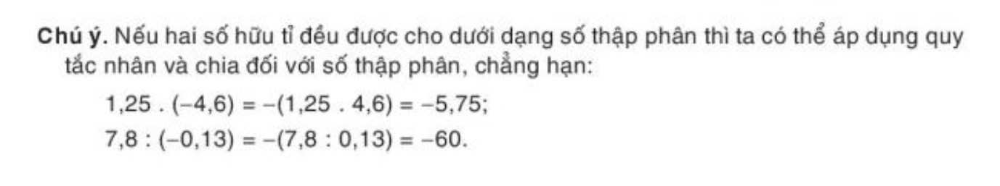 Chú ý. Nếu hai số hữu tỉ đều được cho dưới dạng số thập phân thì ta có thể áp dụng quy
tắc nhân và chia đối với số thập phân, chẳng hạn:
1,25 . (−4,6) = −(1,25 . 4,6) = −5,75;
7,8 : (−0,13) = −(7,8 : 0,13) = −60.